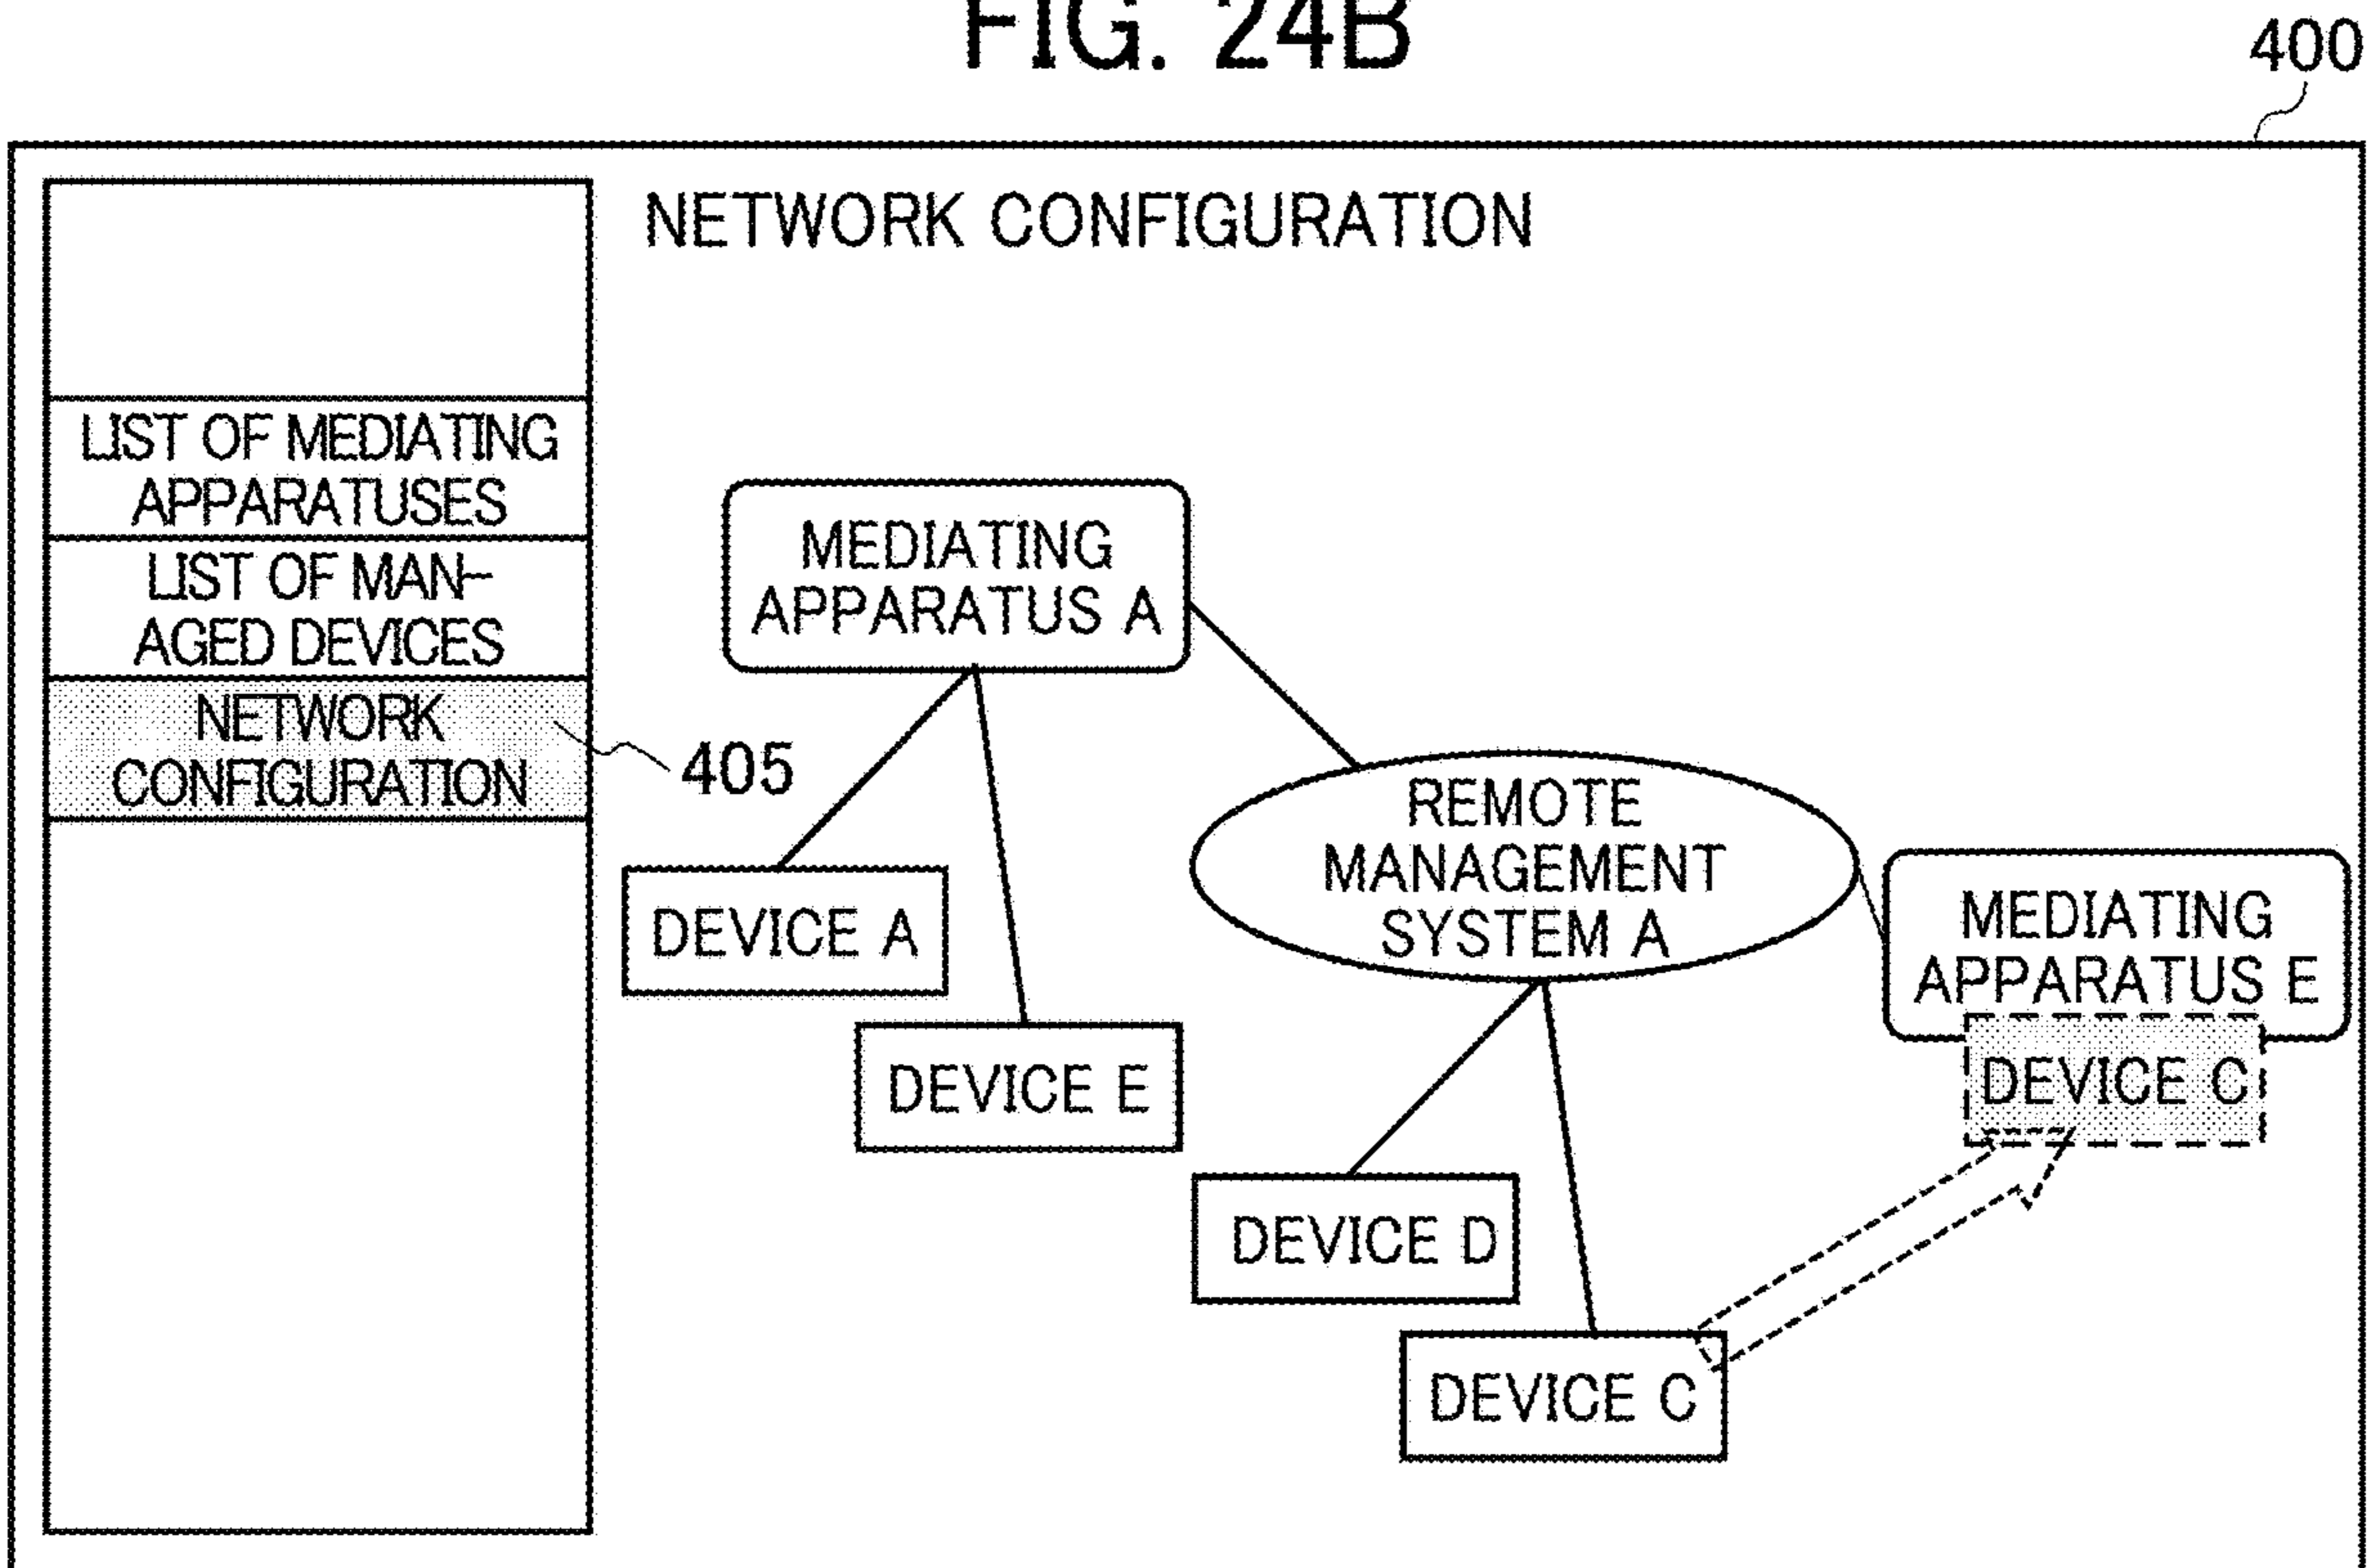 FIG. 24B
400
NETWORK CONFIGURATION
LIST OF MEDIATING
APPARATUSES
LIST OF MAN-
AGED DEVICES
NETWORK
CONFIGURATION
405
MEDIATING
APPARATUS A
DEVICE A
DEVICE E
REMOTE
MANAGEMENT
SYSTEM A
MEDIATING
APPARATUS E
DEVICE C
DEVICE D
DEVICE C